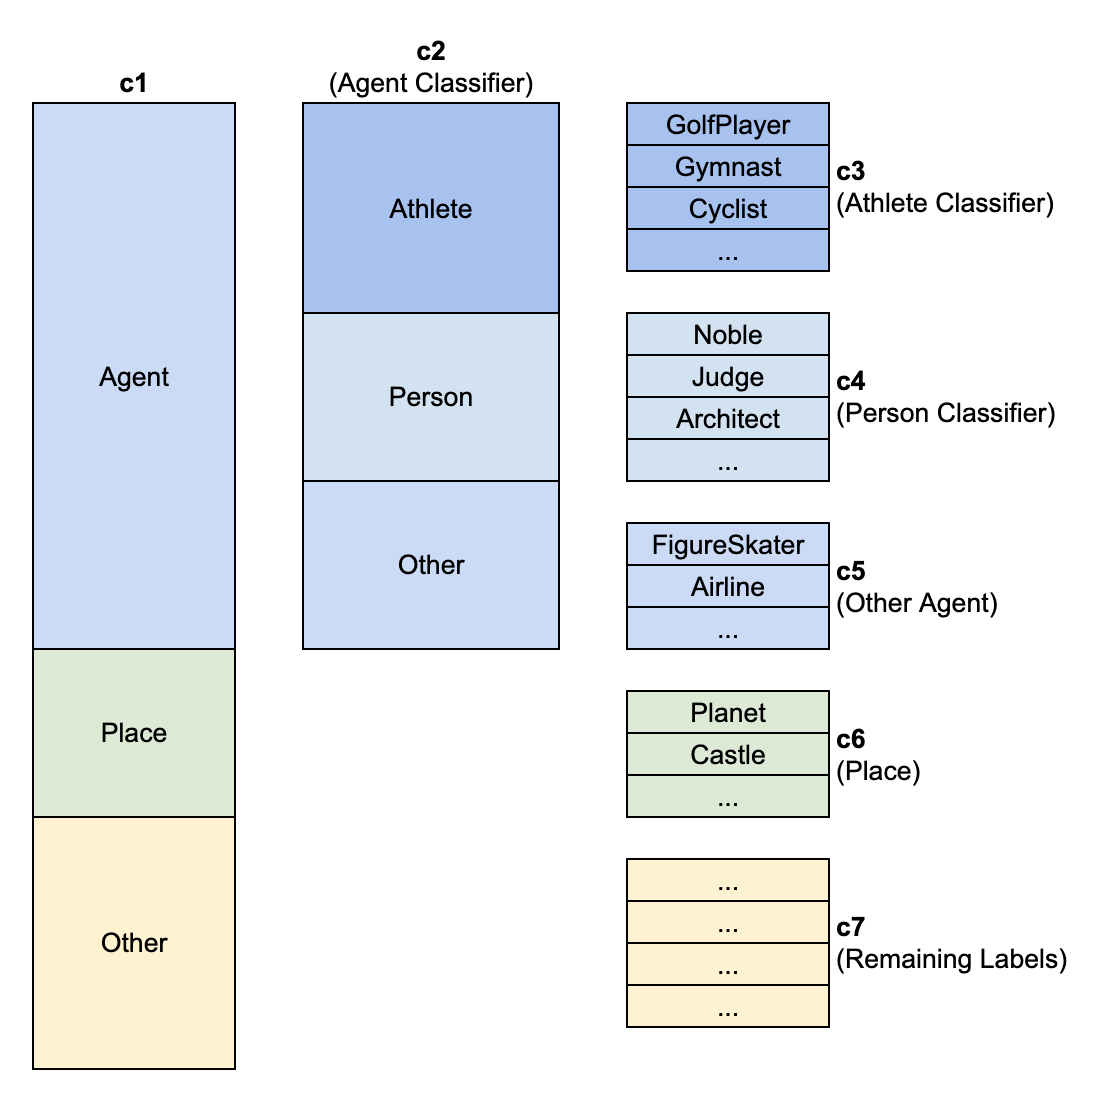 c1
c2
(Agent Classifier)
Agent
Place
Other
Athlete
Person
Other
GolfPlayer
Gymnast
Cyclist
...
c3
(Athlete Classifier)
Noble
Judge
Architect
...
c4
(Person Classifier)
FigureSkater
Airline
...
c5
(Other Agent)
Planet
Castle
...
c6
(Place)
...
...
...
...
c7
(Remaining Labels)